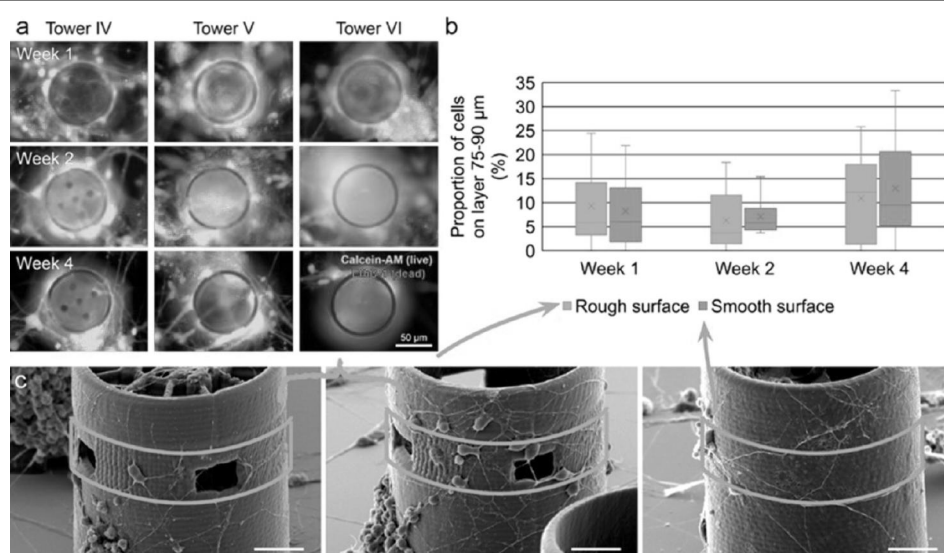 a
Tower IV Tower V Tower VI
Week 1
Week 2
Week 4
Calcein-AM (live)
(dead)
50 µm
b
Proportion of cells
on layer 75-90 µm
(%)
35
30
25
20
15
10
5
0
Week 1 Week 2 Week 4
Rough surface Smooth surface
c